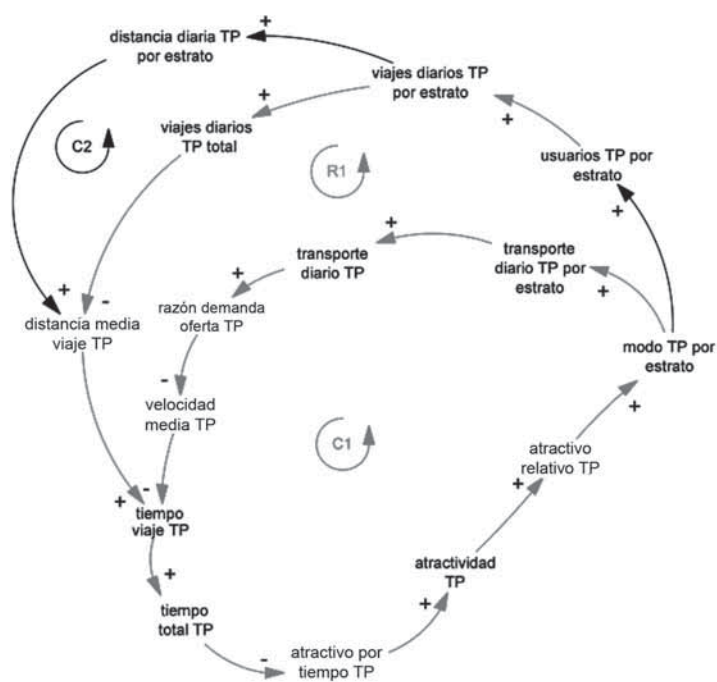 +
distancia diaria TP
por estrato
viajes diarios TP
por estrato
+
+
viajes diarios
TP total
C2
R1
usuarios TP por
estrato
+
+
transporte
diario TP
transporte
diario TP por
estrato
+
+
razón demanda
oferta TP
+
-
distancia media
viaje TP
modo TP por
estrato
-
velocidad
media TP
+
C1
atractivo
relativo TP
+
+
-
tiempo
viaje TP
atractividad
TP
+
tiempo
total TP
+
-
atractivo por
tiempo TP